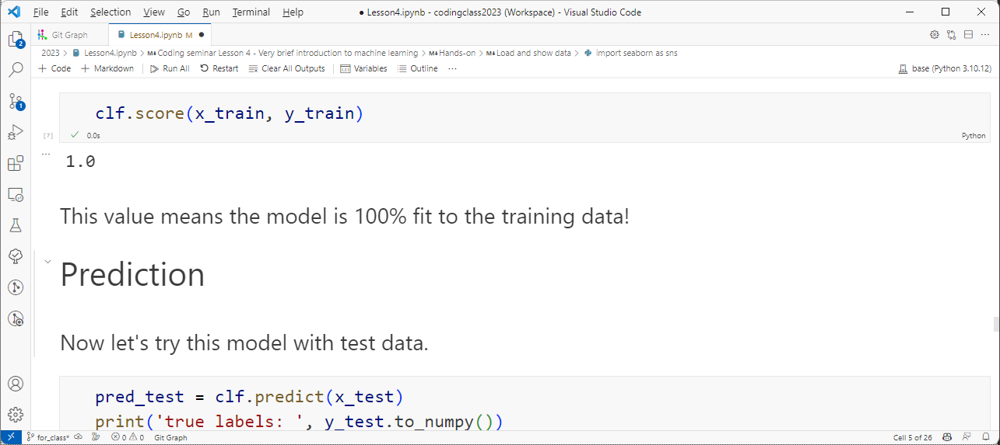 File Edit Selection View Go Run Terminal Help
● Lesson4.ipynb - codingclass2023 (Workspace) - Visual Studio Code
Git Graph
Lesson4.ipynb M ●
2023 > Lesson4.ipynb > M↓Coding seminar Lesson 4 - Very brief introduction to machine learning > M↓Hands-on > M↓Load and show data > import seaborn as sns
+ Code + Markdown Run All Restart Clear All Outputs Variables Outline ...
base (Python 3.10.12)
2
1
clf.score(x_train, y_train)
[7] ✓ 0.0s
Python
... 1.0
This value means the model is 100% fit to the training data!
Prediction
Now let's try this model with test data.
pred_test = clf.predict(x_test)
print('true labels: ', y_test.to_numpy())
for_class* 0 0 Git Graph
Cell 5 of 26